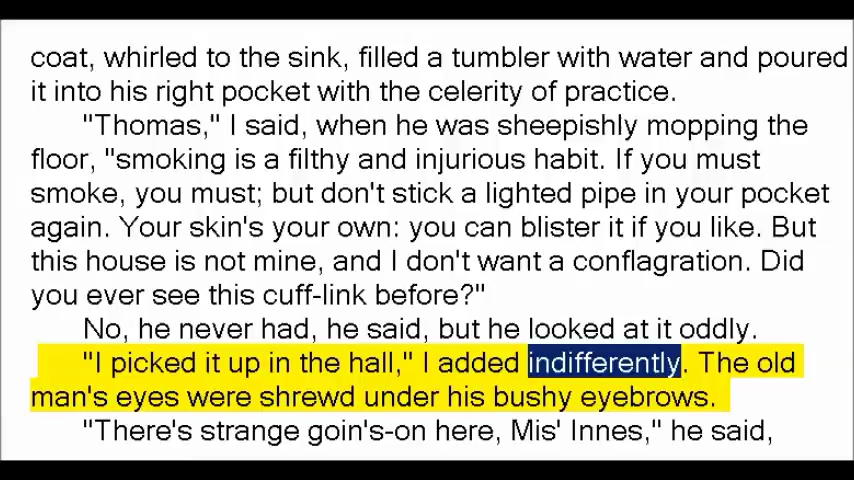 coat, whirled to the sink, filled a tumbler with water and poured
it into his right pocket with the celerity of practice.
"Thomas," I said, when he was sheepishly mopping the
floor, "smoking is a filthy and injurious habit. If you must
smoke, you must; but don't stick a lighted pipe in your pocket
again. Your skin's your own: you can blister it if you like. But
this house is not mine, and I don't want a conflagration. Did
you ever see this cuff-link before?"
No, he never had, he said, but he looked at it oddly.
"I picked it up in the hall," I added indifferently. The old
man's eyes were shrewd under his bushy eyebrows.
"There's strange goin's-on here, Mis' Innes," he said,